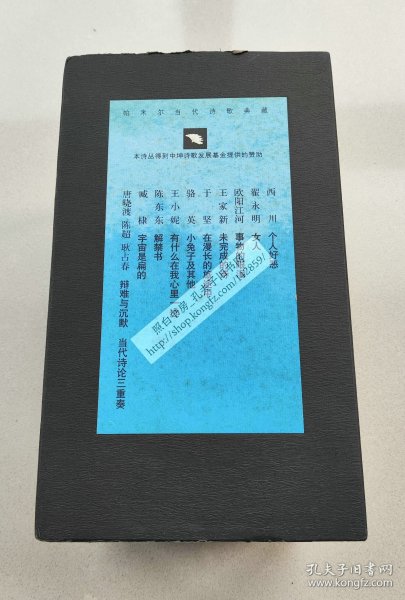 帕米尔当代诗歌典藏
本诗丛得到中坤诗歌发展基金提供的赞助
西川 个人好恶
翟永明 女人
欧阳江河 事物
王家新 未完成的诗
于坚 在漫长的旅途中
骆英 小兔子及其他
王小妮 有什么在我心里一过
陈东东 解禁书
臧棣 宇宙是扁的
唐晓渡 陈超 耿占春 辩难与沉默 当代诗论三重奏
照白书房_孔夫子旧书网
http://shop.kongfz.com/182859/
孔夫子旧书网
www.kongfz.com